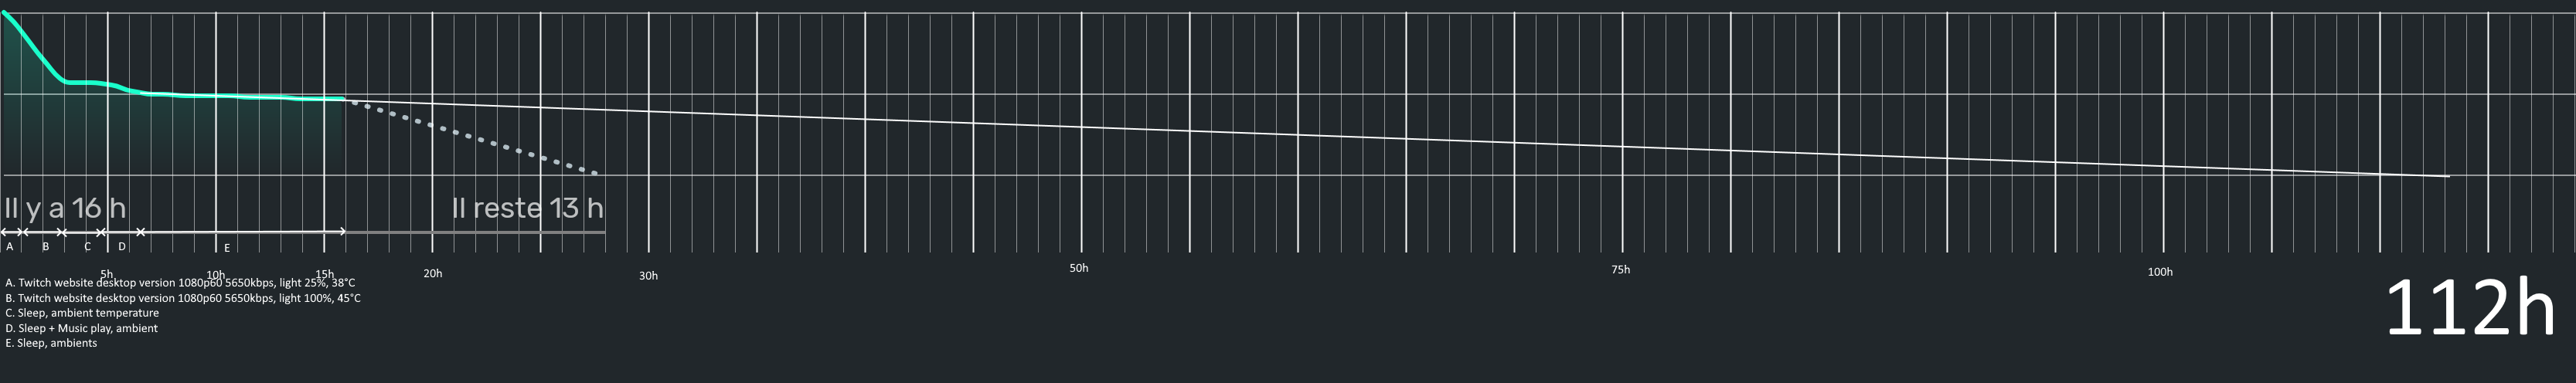 Il y a 16 h
Il reste 13 h
A
B
C
D
E
5h
10h
15h
20h
30h
50h
75h
100h
A. Twitch website desktop version 1080p60 5650kbps, light 25%, 38°C
B. Twitch website desktop version 1080p60 5650kbps, light 100%, 45°C
C. Sleep, ambient temperature
D. Sleep + Music play, ambient
E. Sleep, ambients
112h